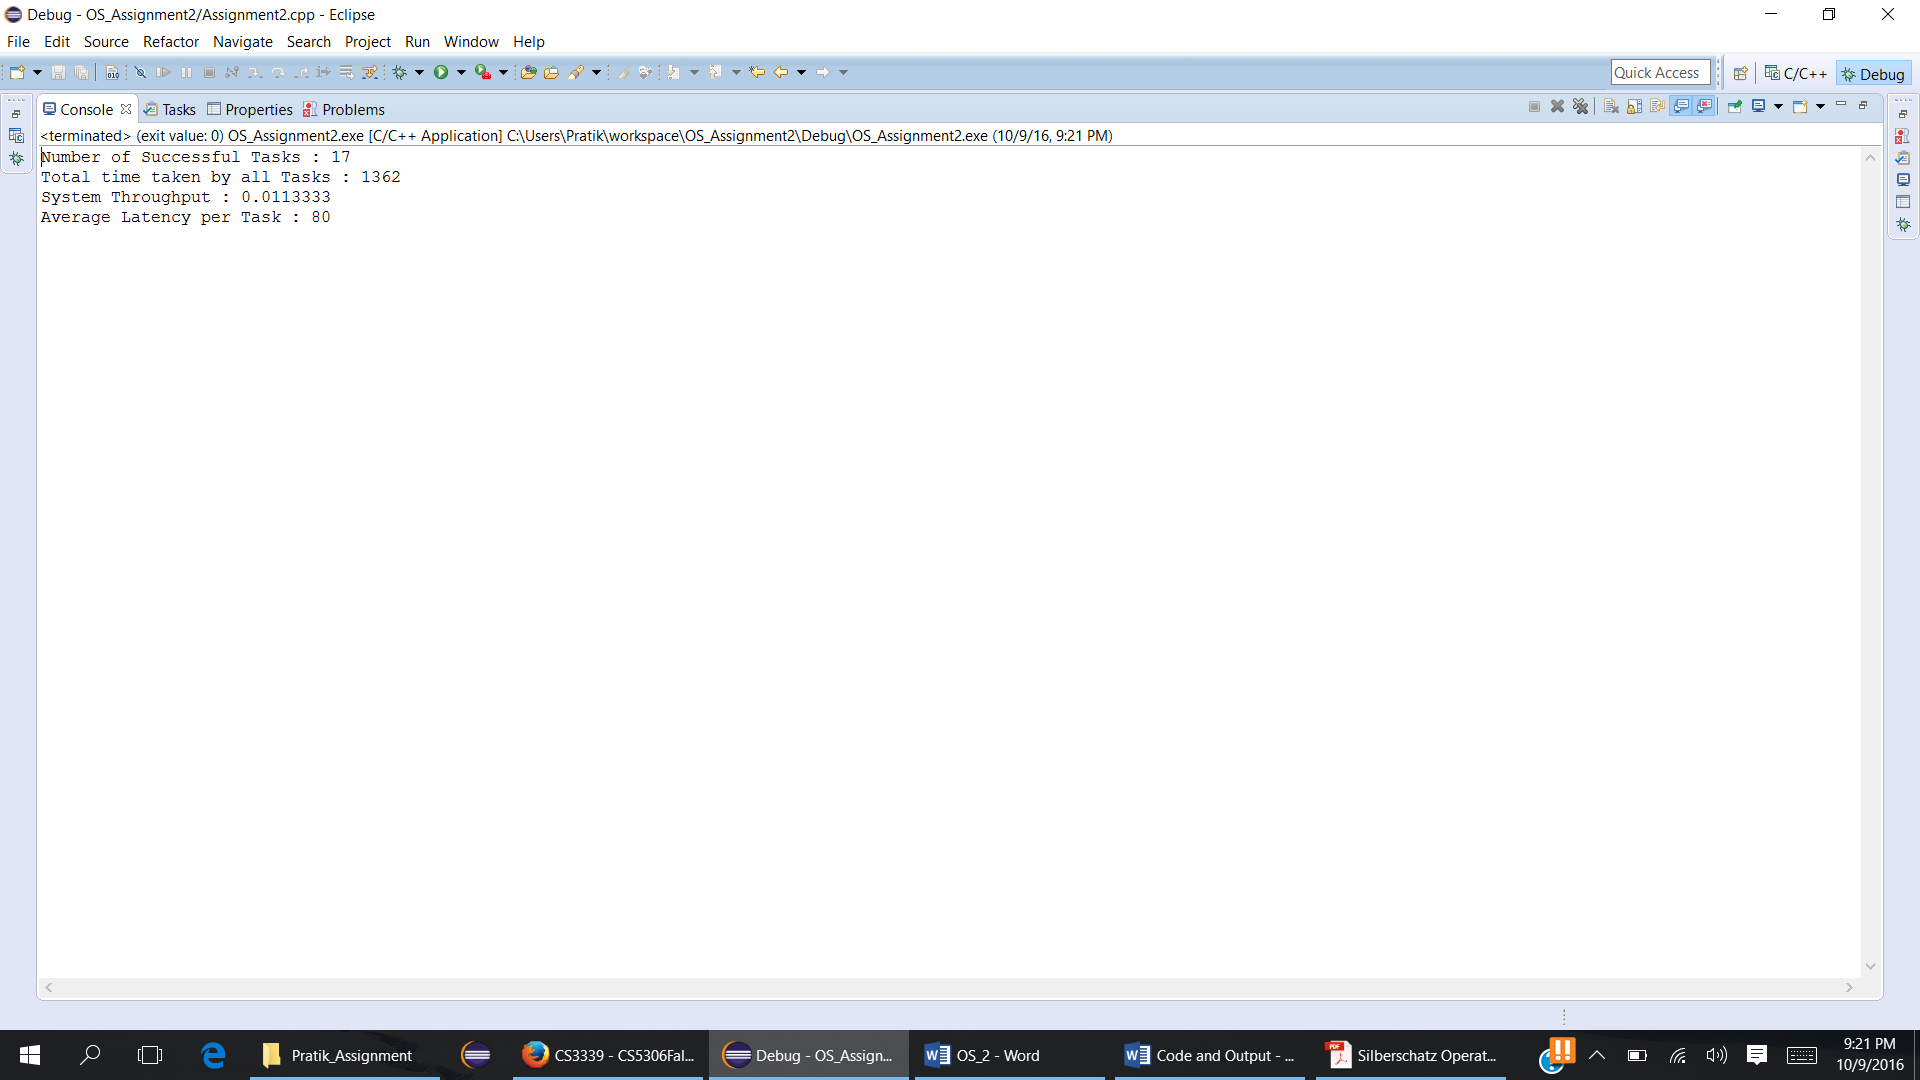 Debug - OS_Assignment2/Assignment2.cpp - Eclipse
File Edit Source Refactor Navigate Search Project Run Window Help
Quick Access C/C++ Debug
Console Tasks Properties Problems
<terminated> (exit value: 0) OS_Assignment2.exe [C/C++ Application] C:\Users\Pratik\workspace\OS_Assignment2\Debug\OS_Assignment2.exe (10/9/16, 9:21 PM)
Number of Successful Tasks : 17
Total time taken by all Tasks : 1362
System Throughput : 0.0113333
Average Latency per Task : 80
Pratik_Assignment CS3339 - CS5306Fal... Debug - OS_Assign... OS_2 - Word Code and Output - ... Silberschatz Operat... 9:21 PM
10/9/2016